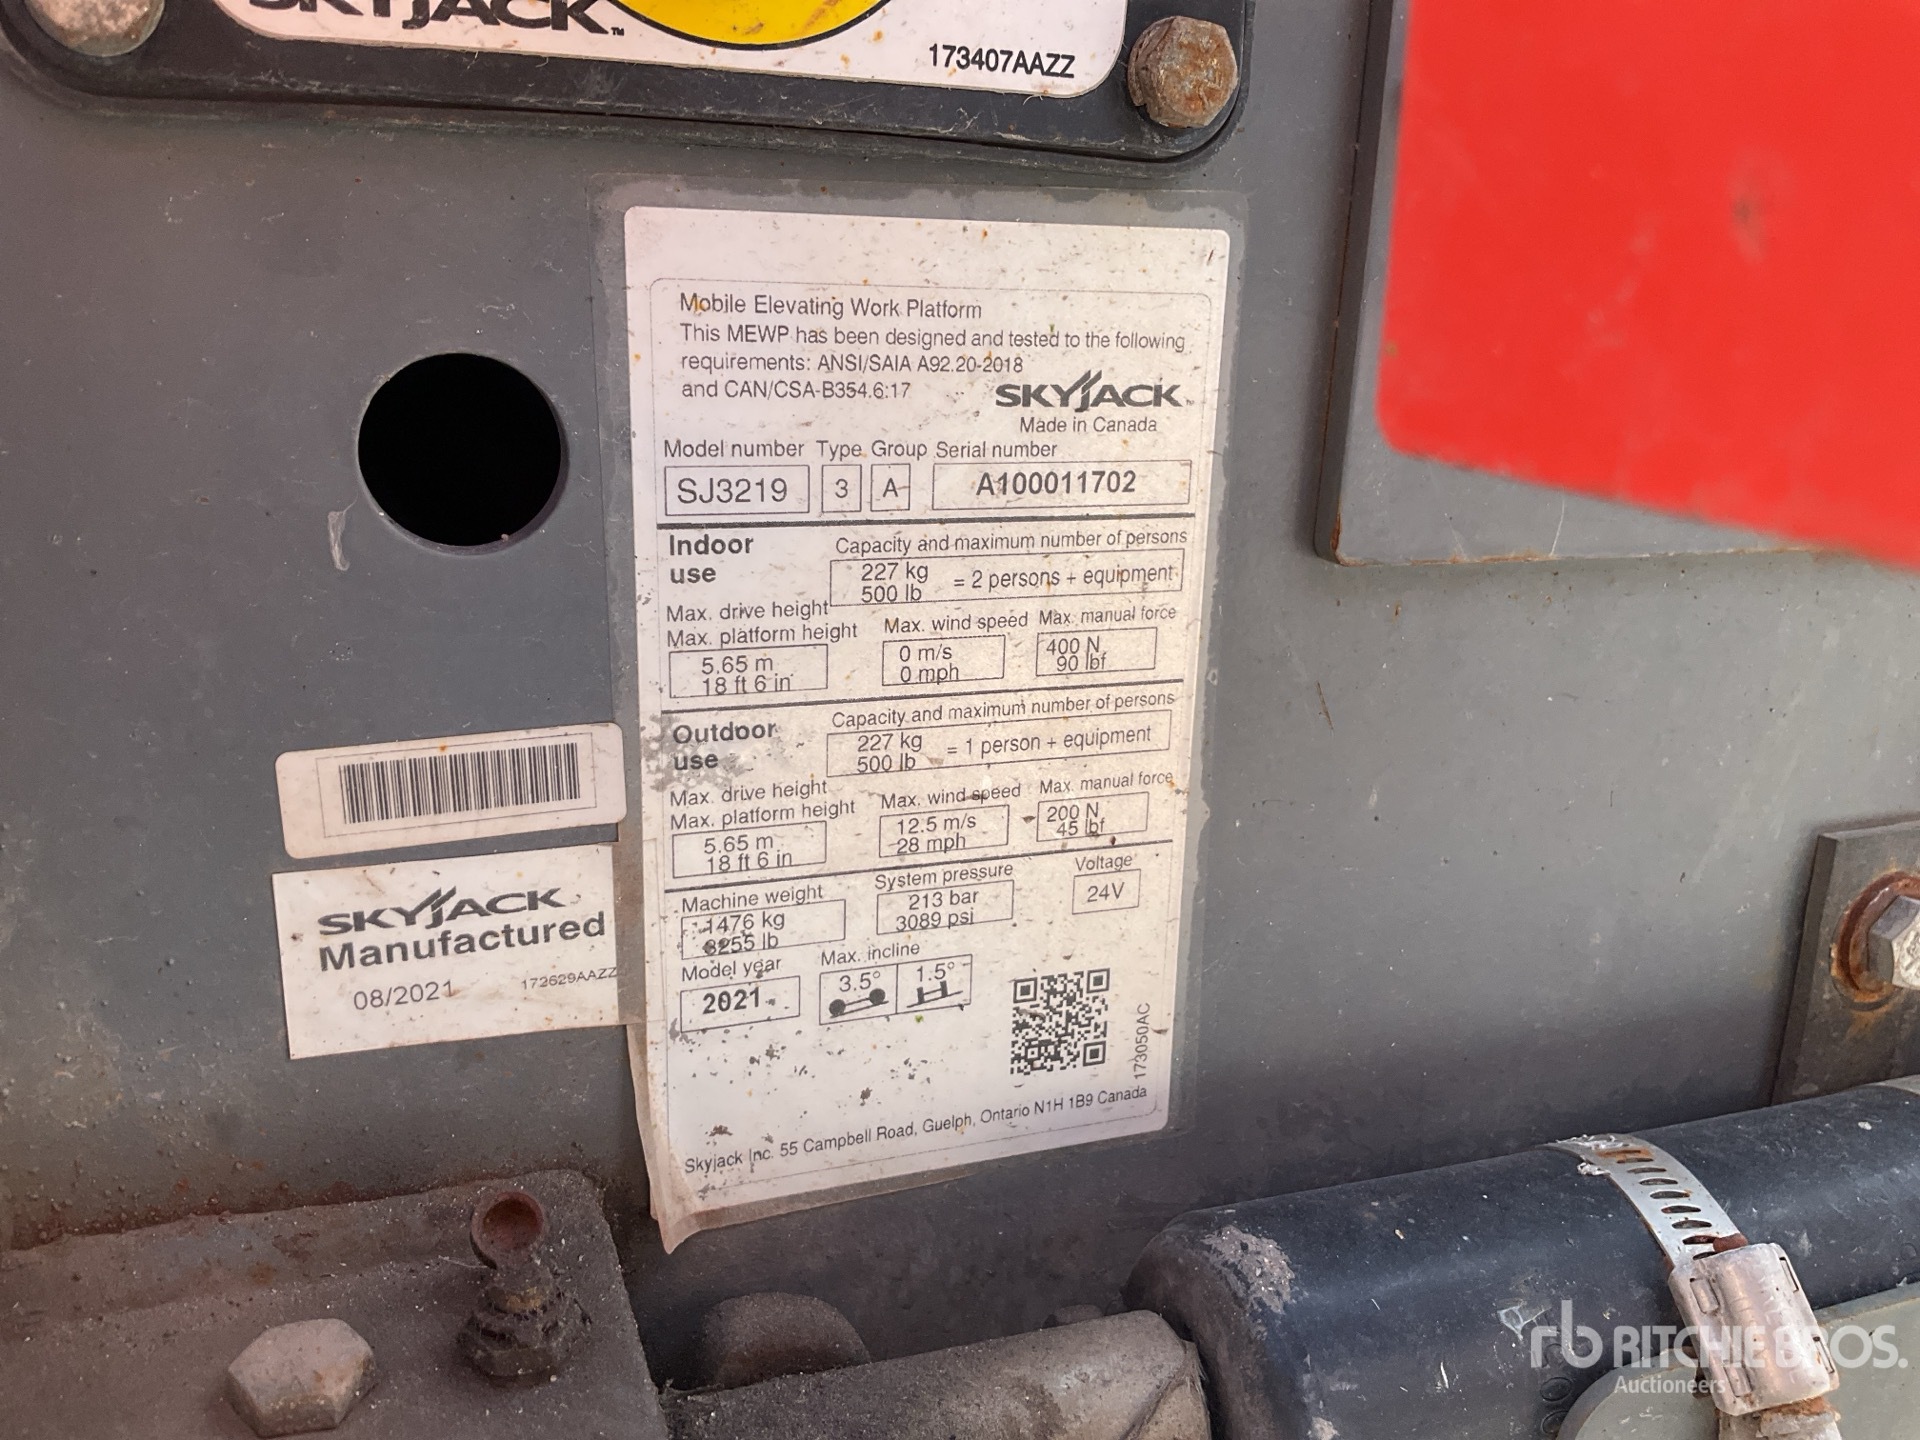 SKYJACK™
173407AAZZ
Mobile Elevating Work Platform
This MEWP has been designed and tested to the following
requirements: ANSI/SAIA A92.20-2018
and CAN/CSA-B354.6:17
SKYJACK™
Made in Canada
Model number Type Group Serial number
SJ3219 3 A A100011702
Indoor use
Capacity and maximum number of persons
227 kg
500 lb
= 2 persons + equipment
Max. drive height
Max. platform height
5.65 m
18 ft 6 in
Max. wind speed
0 m/s
0 mph
Max. manual force
400 N
90 lbf
Outdoor use
Capacity and maximum number of persons
227 kg
500 lb
= 1 person + equipment
Max. drive height
Max. platform height
5.65 m
18 ft 6 in
Max. wind speed
12.5 m/s
28 mph
Max. manual force
200 N
45 lbf
Machine weight
1476 kg
3255 lb
System pressure
213 bar
3089 psi
Voltage
24V
Model year
2021
Max. incline
3.5° 1.5°
173050AC
Skyjack Inc. 55 Campbell Road, Guelph, Ontario N1H 1B9 Canada
SKYJACK
Manufactured
08/2021 172629AAZZ
rb RITCHIE BROS.
Auctioneers